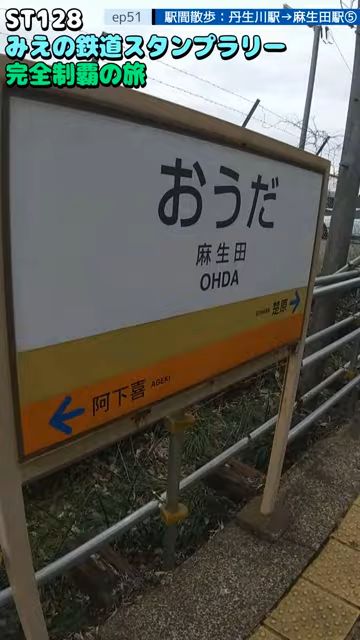 ST128
ep51
駅間散歩：丹生川駅→麻生田駅⑤
みえの鉄道スタンプラリー
完全制覇の旅
おうだ
麻生田
OHDA
楚原
阿下喜 AGEKI